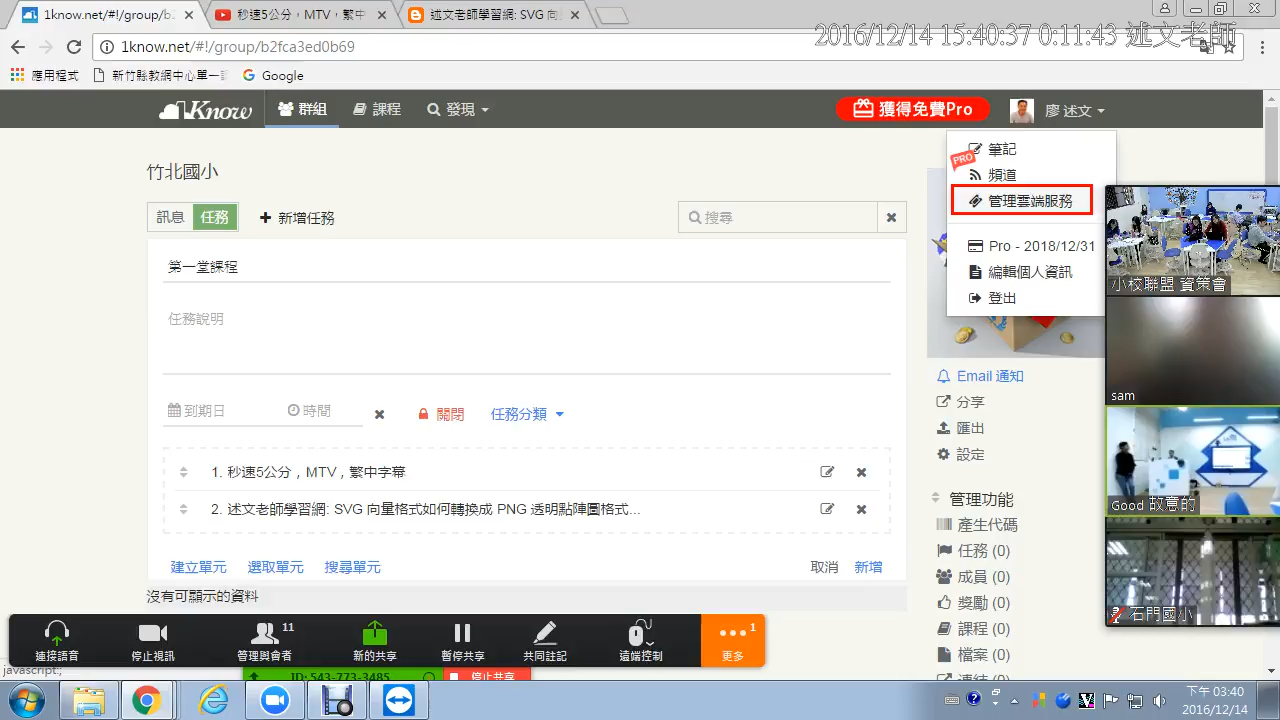 1know.net/#!/group/b2
秒速5公分，MTV，繁中
述文老師學習網: SVG 向
1know.net/#!/group/b2fca3ed0b69
2016/12/14 15:40:37 0:11:43 述文老師
應用程式
新竹縣教網中心單一
Google
1Know
群組
課程
發現
獲得免費Pro
廖 述文
竹北國小
訊息
任務
新增任務
搜尋
PRO
筆記
頻道
管理雲端服務
Pro - 2018/12/31
編輯個人資訊
登出
第一堂課程
任務說明
到期日
時間
關閉
任務分類
1. 秒速5公分，MTV，繁中字幕
2. 述文老師學習網: SVG 向量格式如何轉換成 PNG 透明點陣圖格式...
建立單元
選取單元
搜尋單元
取消
新增
沒有可顯示的資料
Email 通知
分享
匯出
設定
管理功能
產生代碼
任務 (0)
成員 (0)
獎勵 (0)
課程 (0)
檔案 (0)
小校聯盟 資策會
sam
Good 故意的
石門國小
連接語音
停止視訊
11
管理與會者
新的共享
暫停共享
共同註記
遠端控制
1
更多
javascript:;
ID:543-773-3485
停止共享
下午 03:40
2016/12/14